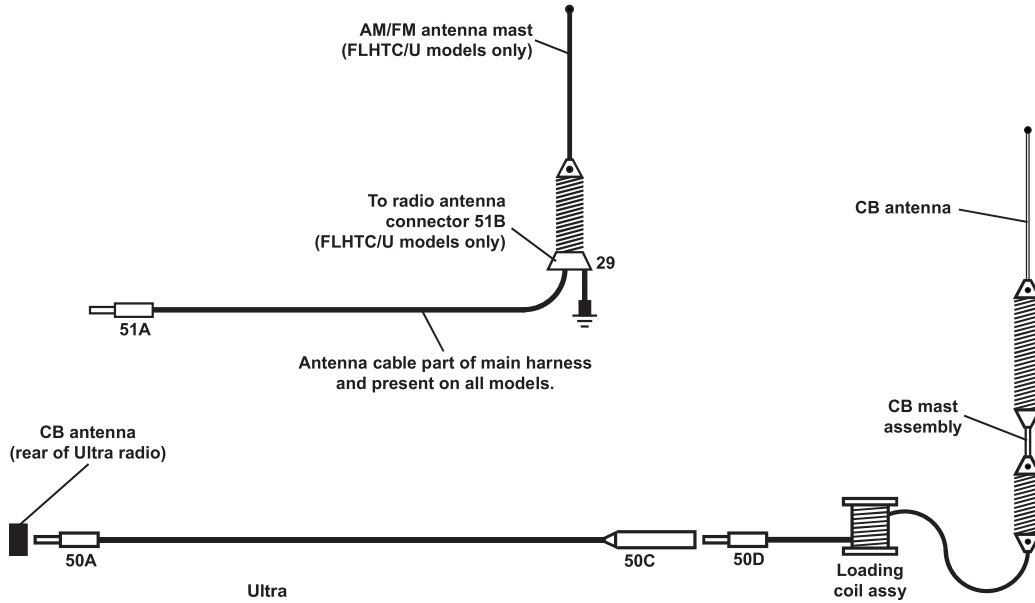 AM/FM antenna mast
(FLHTC/U models only)
To radio antenna
connector 51B
(FLHTC/U models only)
29
51A
Antenna cable part of main harness
and present on all models.
CB antenna
CB mast
assembly
CB antenna
(rear of Ultra radio)
50A
50C
50D
Loading
coil assy
Ultra